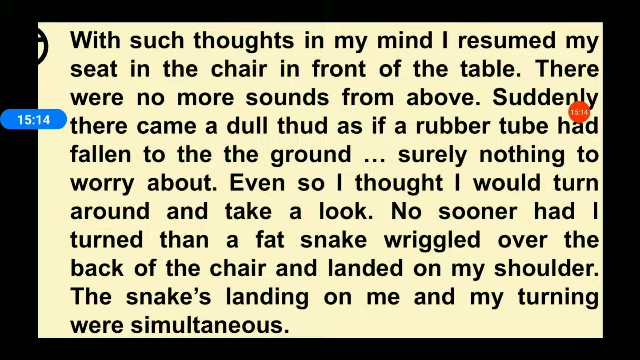 With such thoughts in my mind I resumed my
seat in the chair in front of the table. There
were no more sounds from above. Suddenly
15:14
15:14
there came a dull thud as if a rubber tube had
fallen to the the ground ... surely nothing to
worry about. Even so I thought I would turn
around and take a look. No sooner had I
turned than a fat snake wriggled over the
back of the chair and landed on my shoulder.
The snake's landing on me and my turning
were simultaneous.